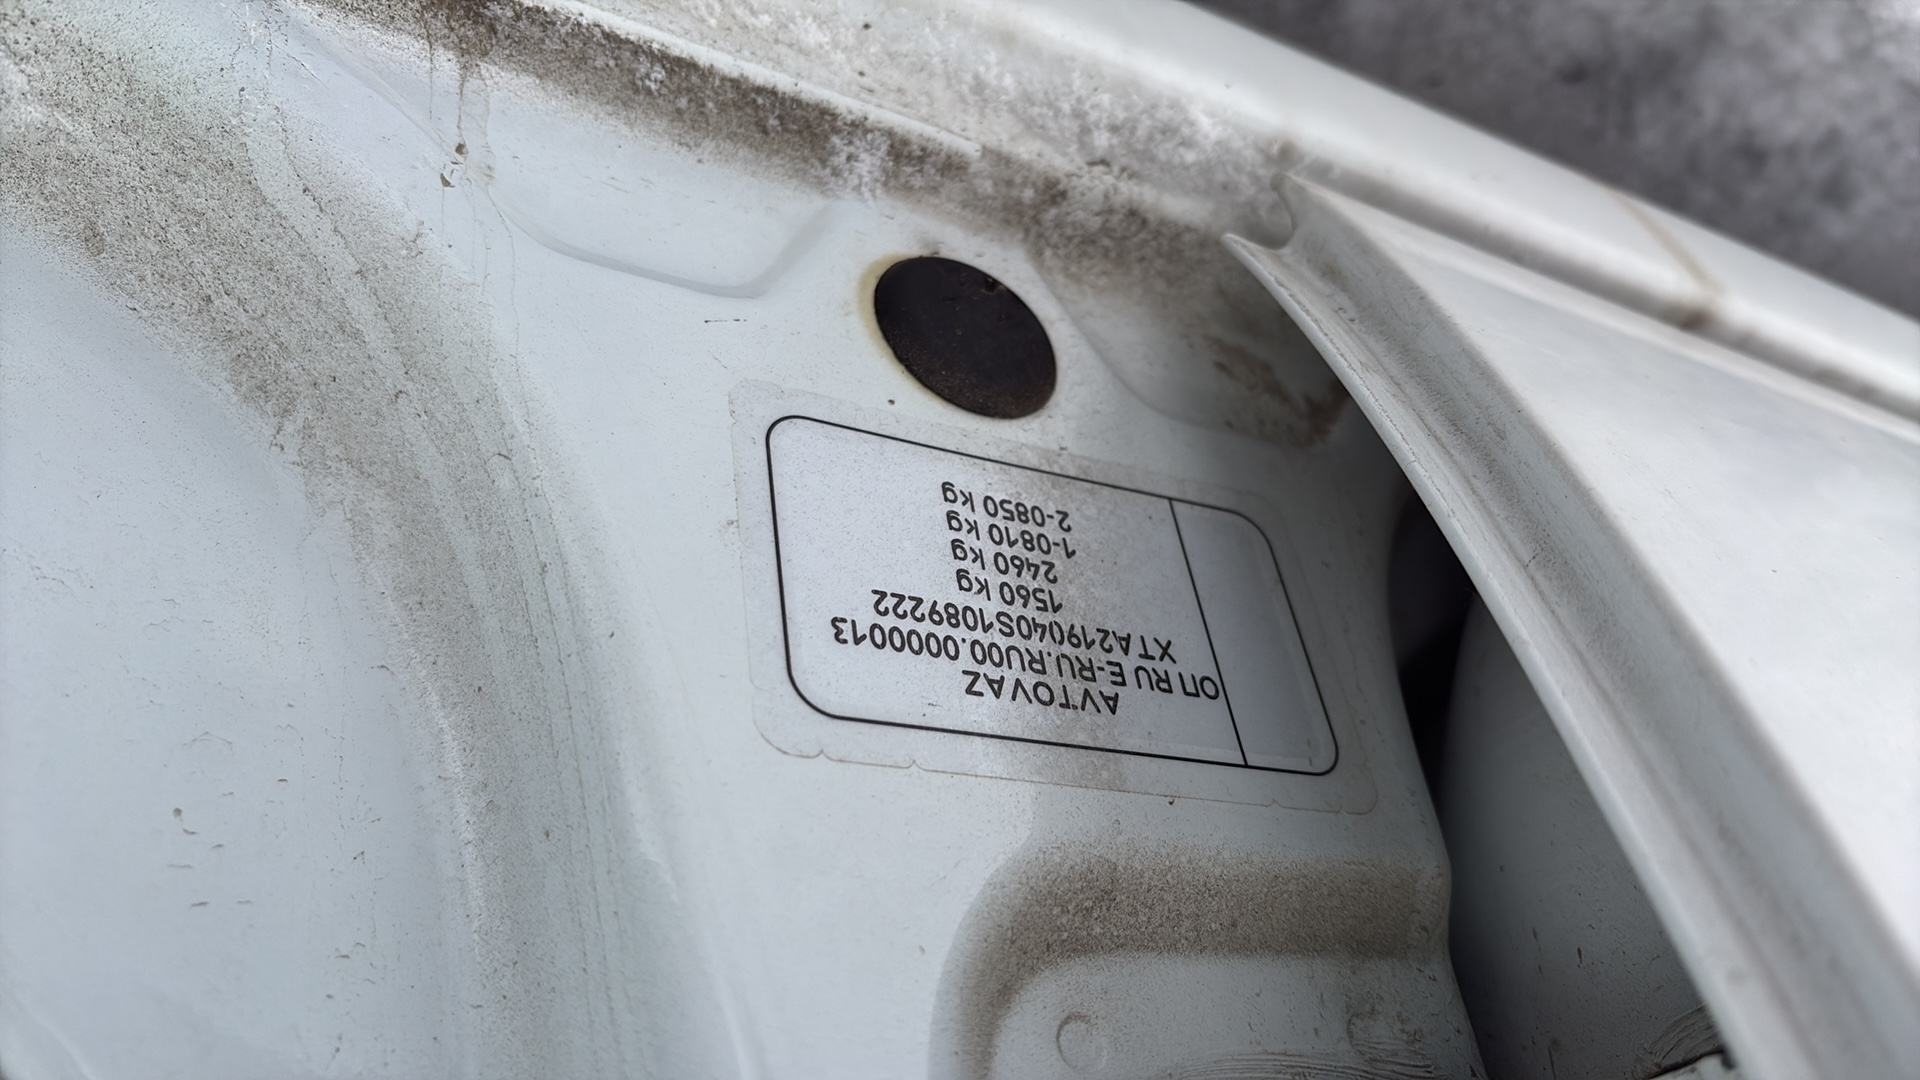 AVTOVAZ
ОП RU E-RU.RU00.0000013
XTA219040S1089222
1560 kg
2460 kg
1-0810 kg
2-0850 kg